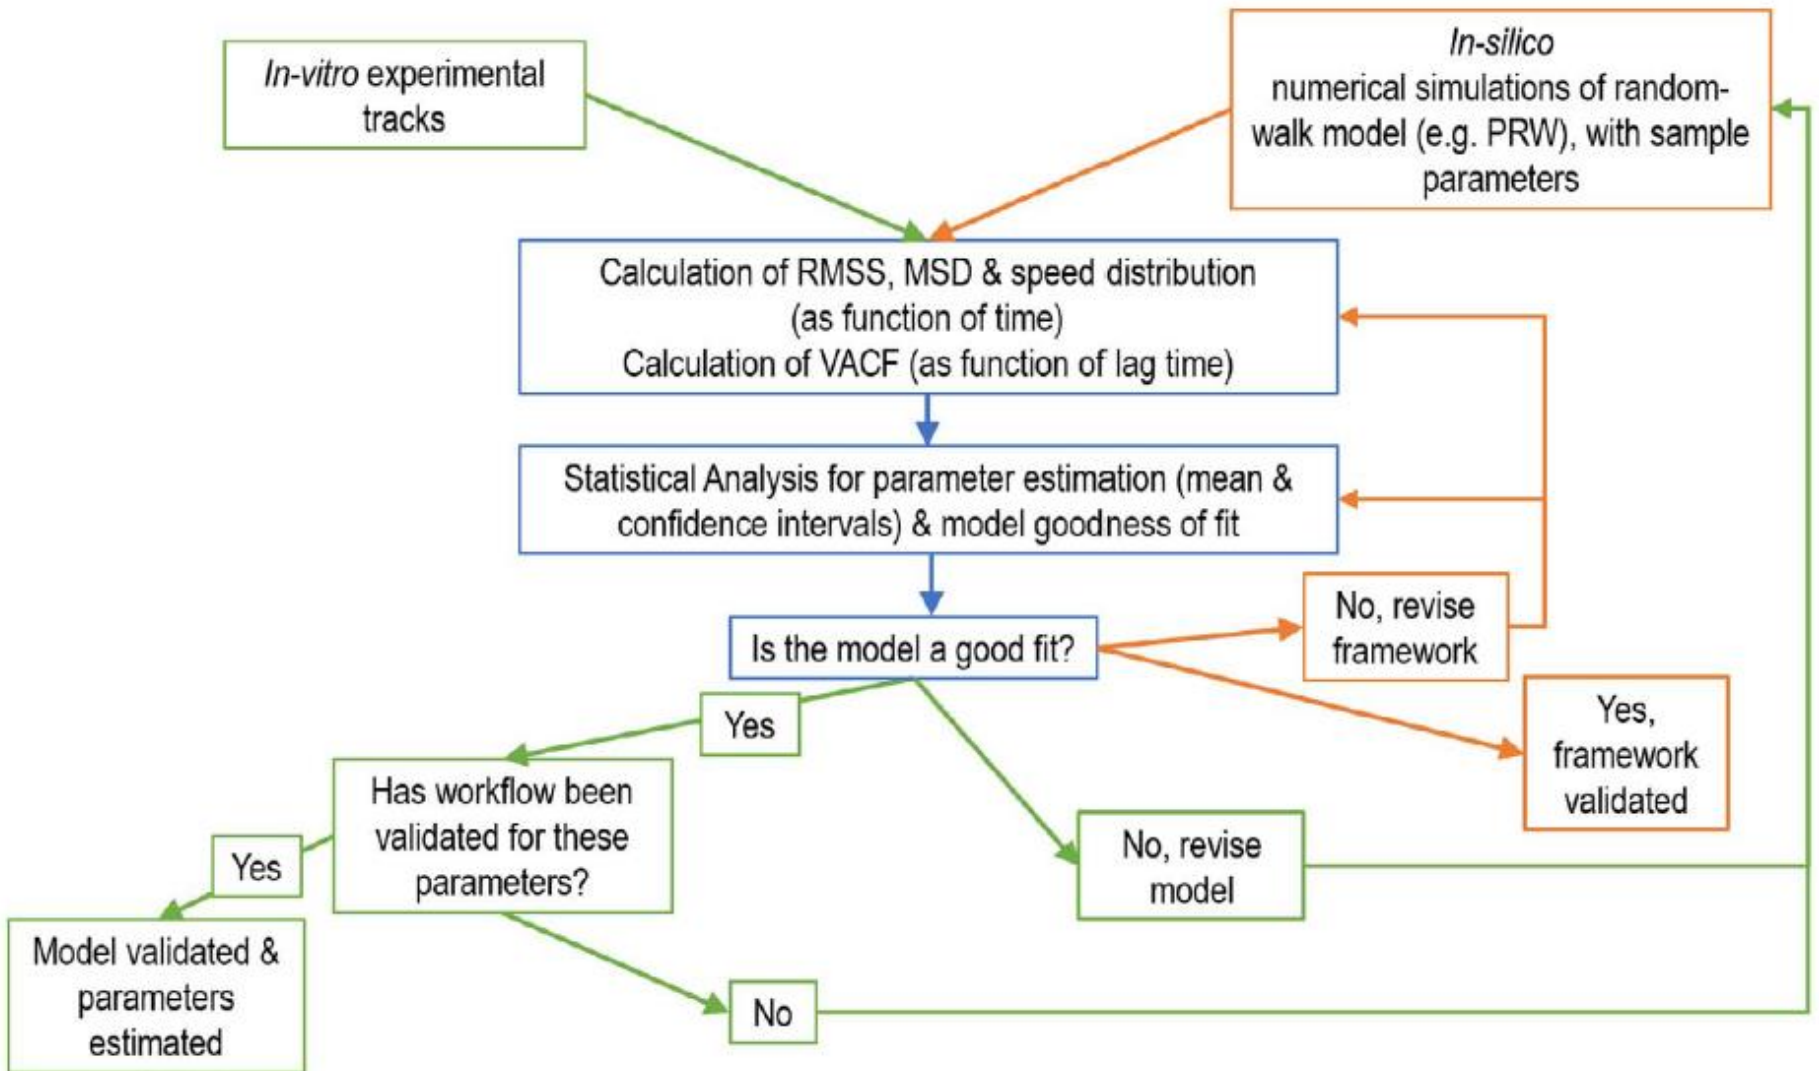 In-vitro experimental
tracks
In-silico
numerical simulations of random-
walk model (e.g. PRW), with sample
parameters
Calculation of RMSS, MSD & speed distribution
(as function of time)
Calculation of VACF (as function of lag time)
Statistical Analysis for parameter estimation (mean &
confidence intervals) & model goodness of fit
Is the model a good fit?
No, revise
framework
Yes,
framework
validated
Yes
Has workflow been
validated for these
parameters?
No, revise
model
Yes
Model validated &
parameters
estimated
No